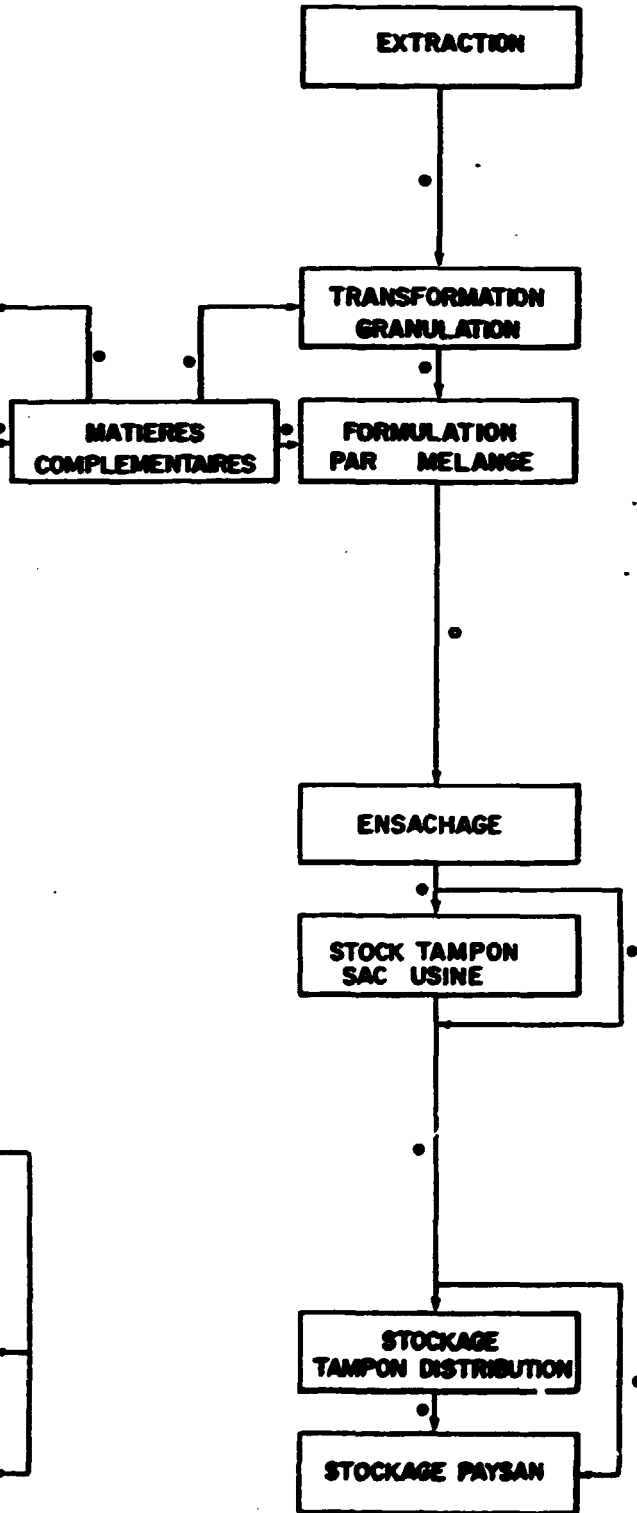 EXTRACTION
TRANSFORMATION
GRANULATION
MATIERES
COMPLEMENTAIRES
FORMULATION
PAR MELANGE
ENSACHAGE
STOCK TAMPON
SAC USINE
STOCKAGE
TAMPON DISTRIBUTION
STOCKAGE PAYSAN